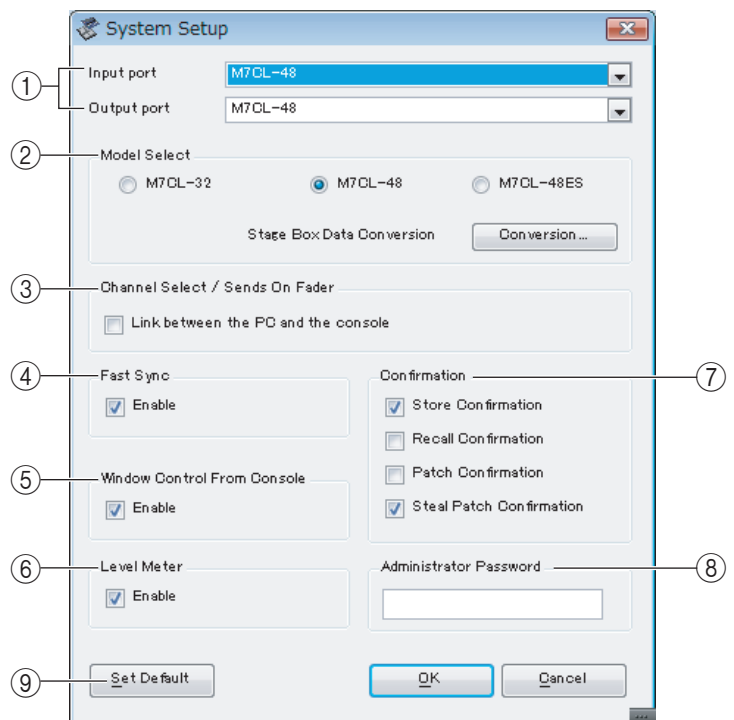 System Setup
① Input port M7CL-48
Output port M7CL-48
② Model Select
M7CL-32 M7CL-48 M7CL-48ES
Stage Box Data Conversion Conversion...
③ Channel Select / Sends On Fader
Link between the PC and the console
④ Fast Sync
Enable
⑤ Window Control From Console
Enable
⑥ Level Meter
Enable
Confirmation ⑦
Store Confirmation
Recall Confirmation
Patch Confirmation
Steal Patch Confirmation
Administrator Password ⑧
⑨ Set Default OK Cancel